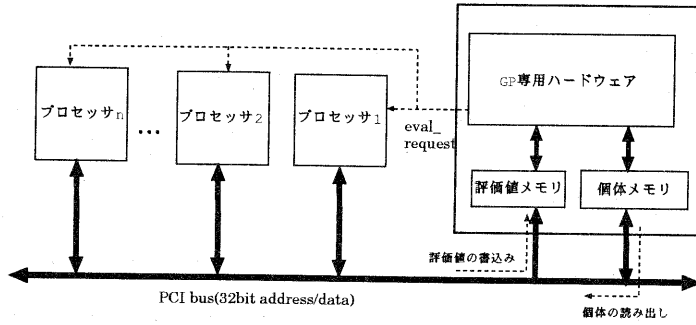 GP専用ハードウェア
プロセッサn
...
プロセッサ2
プロセッサ1
eval_
request
評価値メモリ
個体メモリ
評価値の書込み
PCI bus(32bit address/data)
個体の読み出し